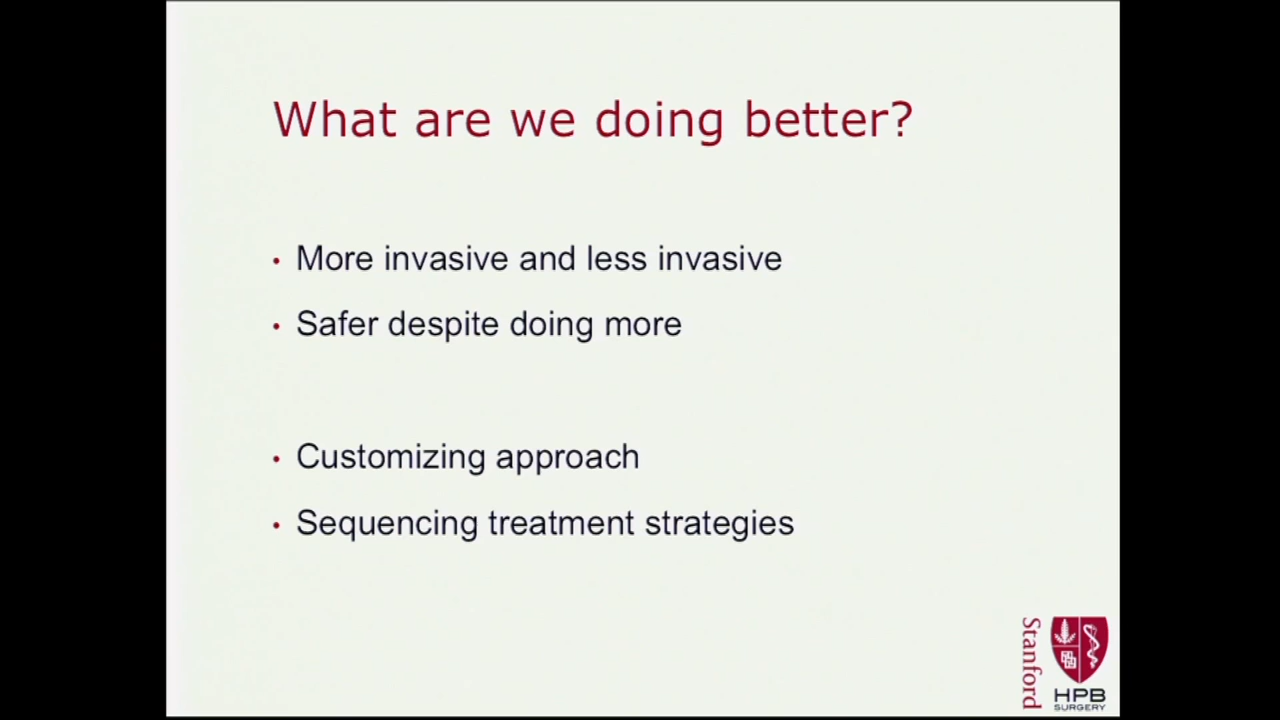 What are we doing better?
• More invasive and less invasive
• Safer despite doing more
• Customizing approach
• Sequencing treatment strategies
Stanford
HPB
SURGERY